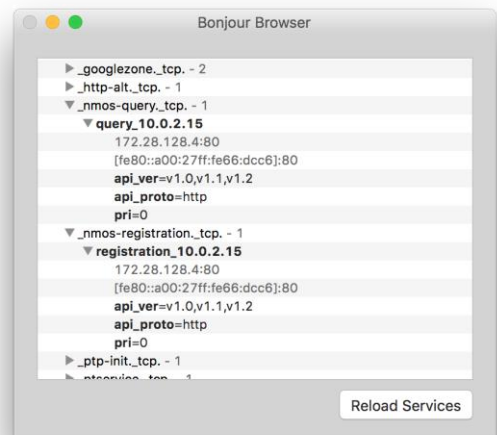 Bonjour Browser
_googlezone._tcp. - 2
_http-alt._tcp. - 1
_nmos-query._tcp. - 1
query_10.0.2.15
172.28.128.4:80
[fe80::a00:27ff:fe66:dcc6]:80
api_ver=v1.0,v1.1,v1.2
api_proto=http
pri=0
_nmos-registration._tcp. - 1
registration_10.0.2.15
172.28.128.4:80
[fe80::a00:27ff:fe66:dcc6]:80
api_ver=v1.0,v1.1,v1.2
api_proto=http
pri=0
_ptp-init._tcp. - 1
Reload Services